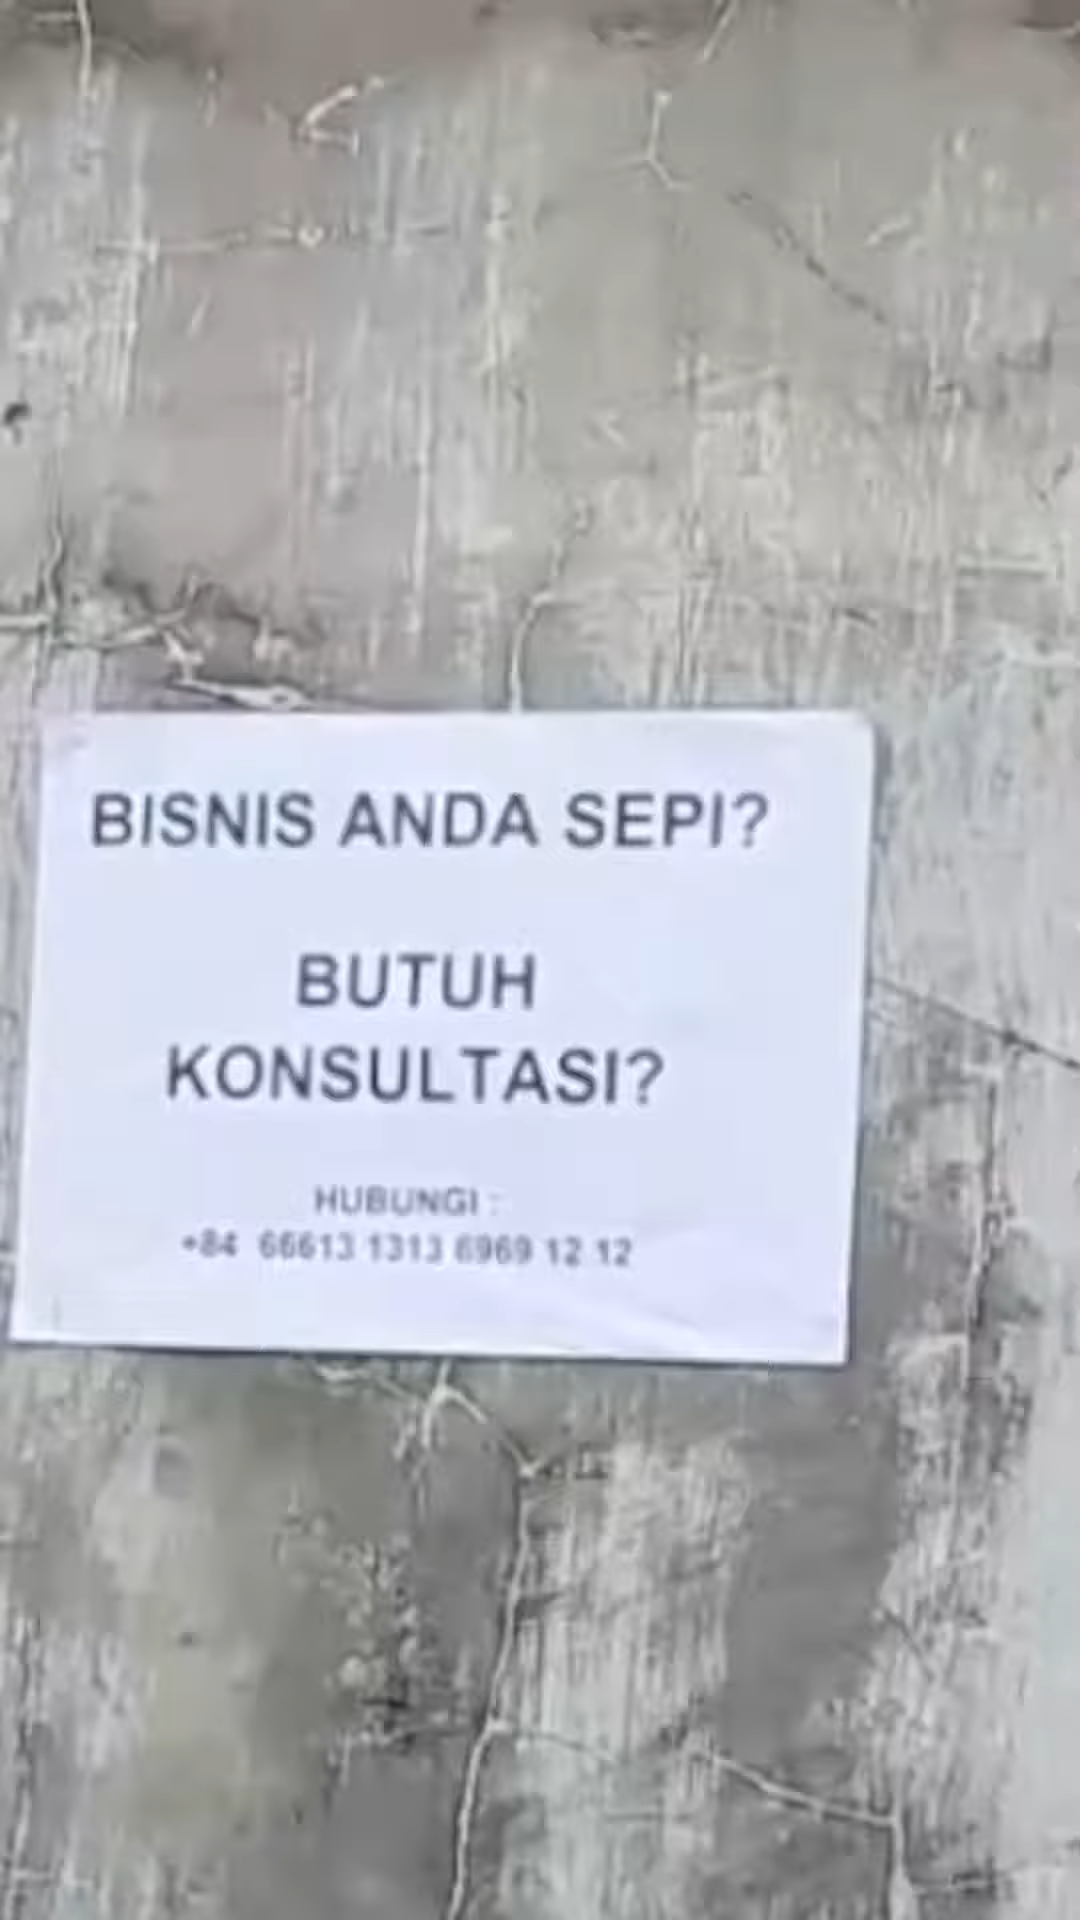 BISNIS ANDA SEPI?
BUTUH
KONSULTASI?
HUBUNGI :
+84 66613 1313 6969 12 12